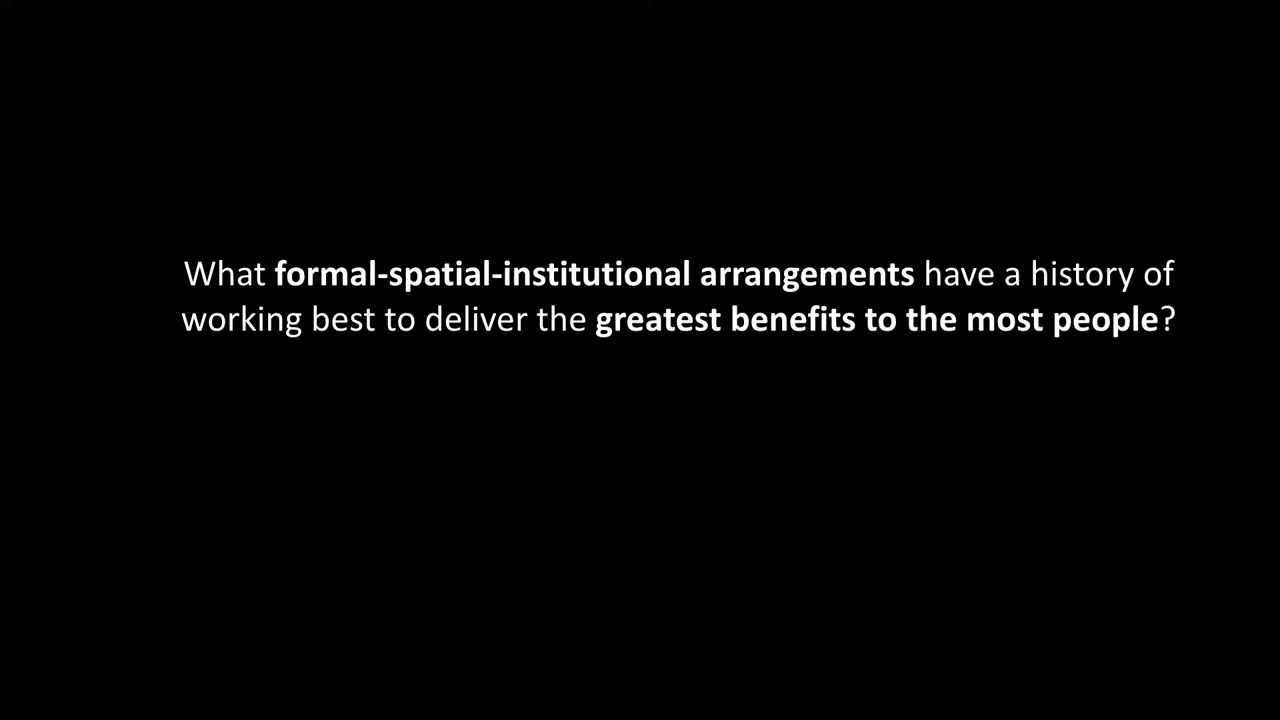 What formal-spatial-institutional arrangements have a history of
working best to deliver the greatest benefits to the most people?